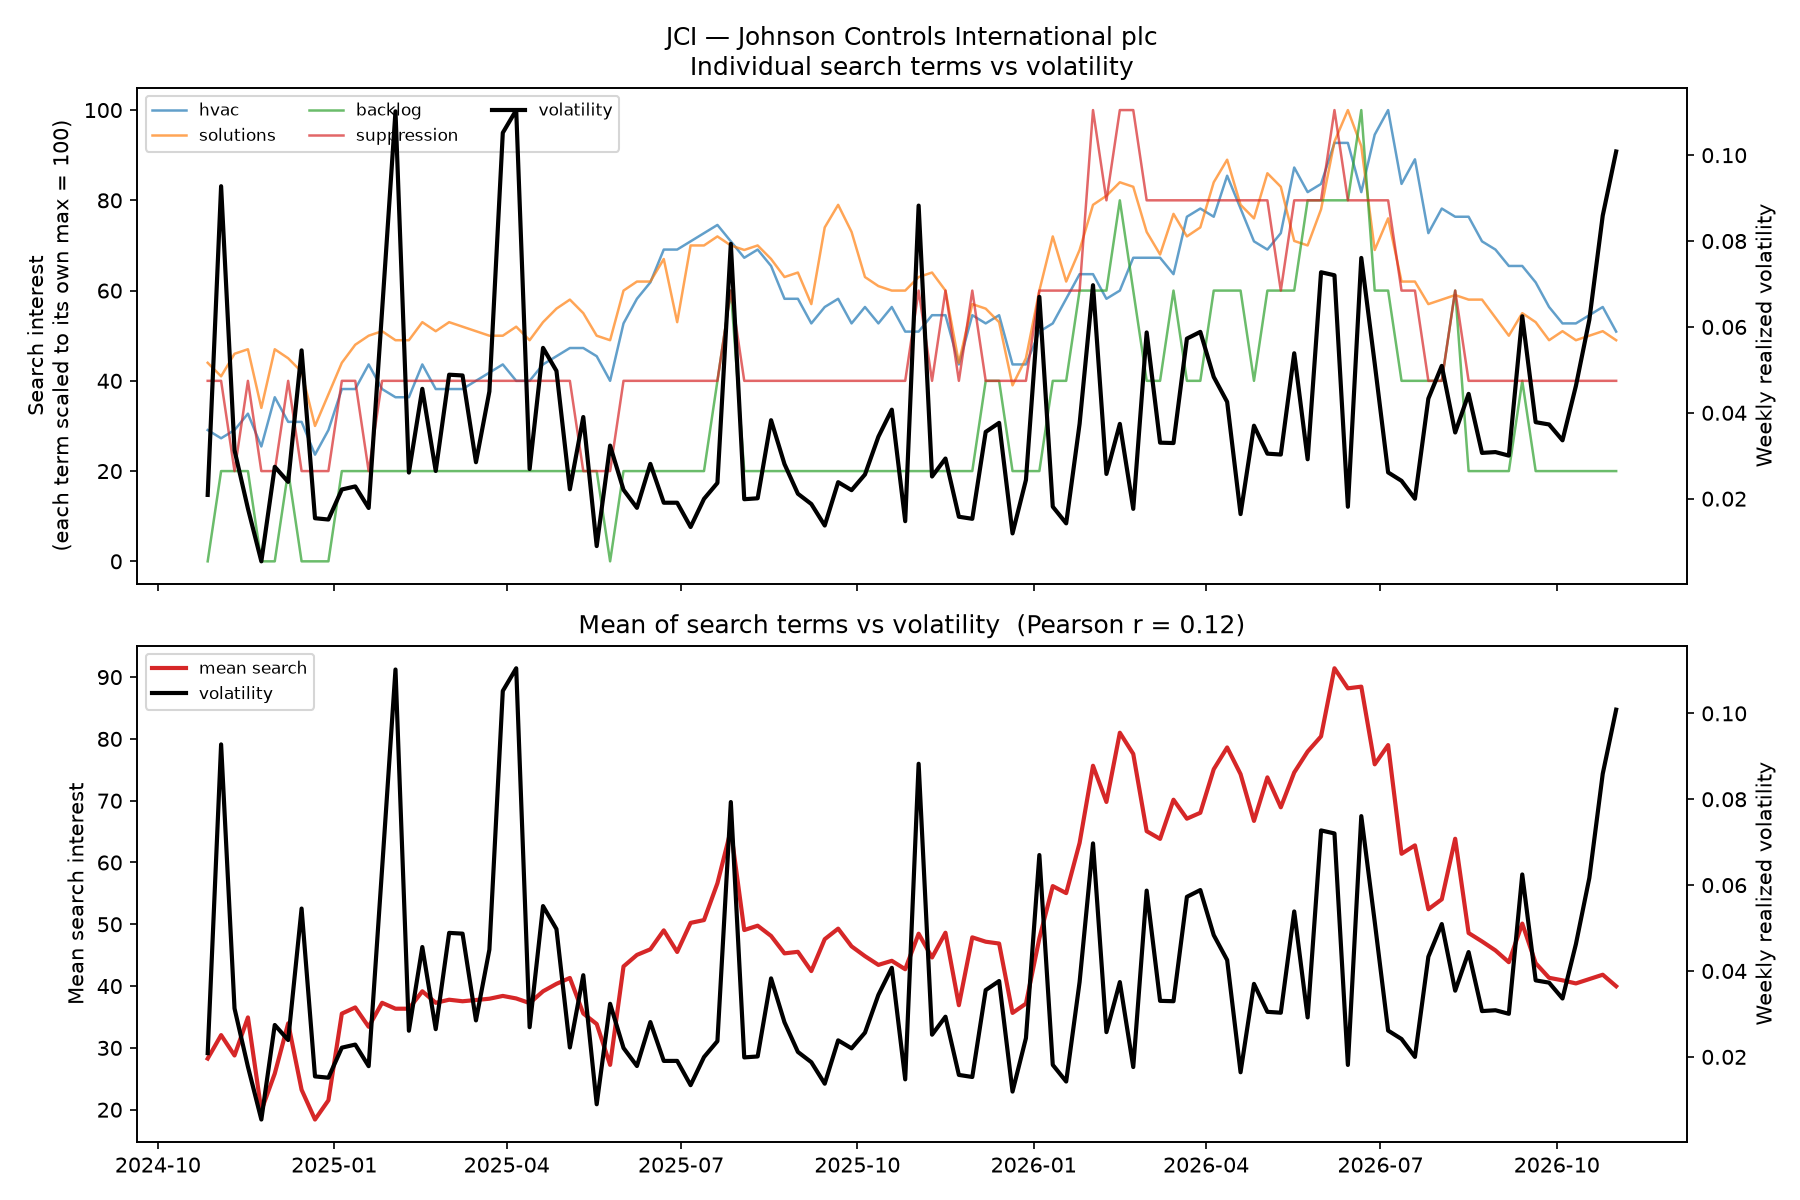 JCI — Johnson Controls International plc
Individual search terms vs volatility
hvac
solutions
backlog
suppression
volatility
Search interest
(each term scaled to its own max = 100)
100
80
60
40
20
0
0.10
0.08
0.06
0.04
0.02
Weekly realized volatility
Mean of search terms vs volatility (Pearson r = 0.12)
mean search
volatility
Mean search interest
90
80
70
60
50
40
30
20
0.10
0.08
0.06
0.04
0.02
Weekly realized volatility
2024-10
2025-01
2025-04
2025-07
2025-10
2026-01
2026-04
2026-07
2026-10